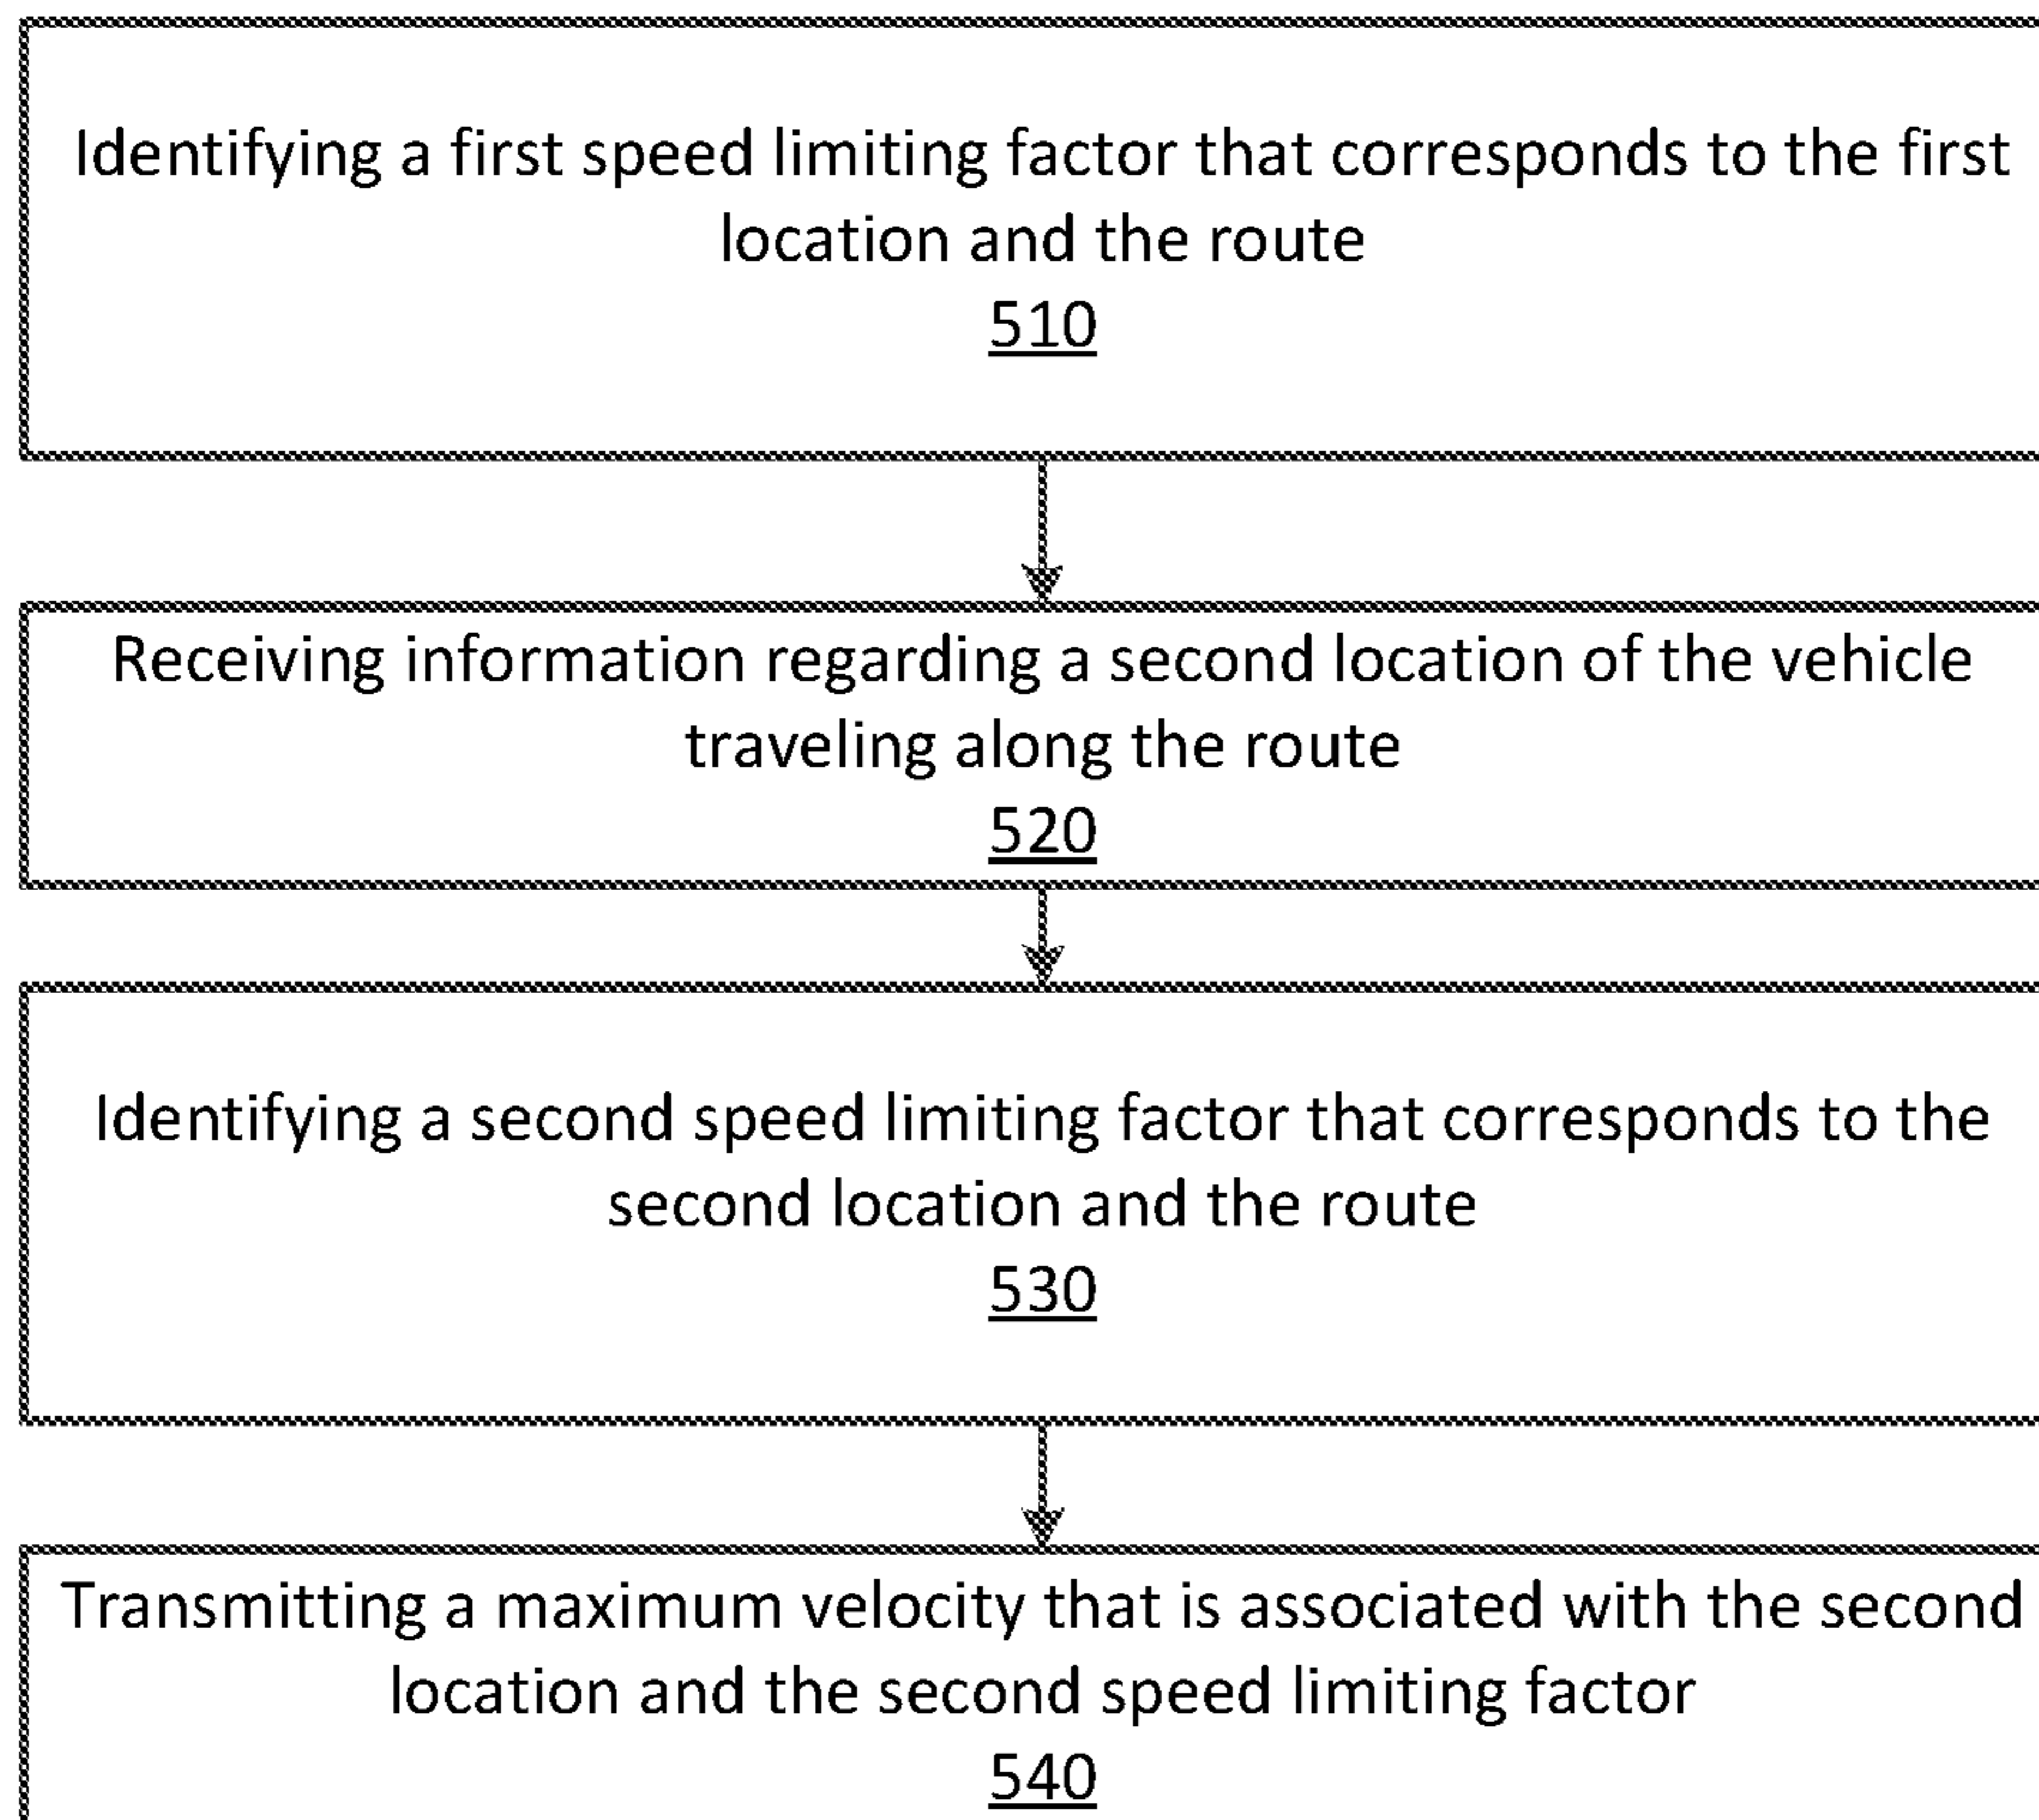 Identifying a first speed limiting factor that corresponds to the first
location and the route
510
Receiving information regarding a second location of the vehicle
traveling along the route
520
Identifying a second speed limiting factor that corresponds to the
second location and the route
530
Transmitting a maximum velocity that is associated with the second
location and the second speed limiting factor
540